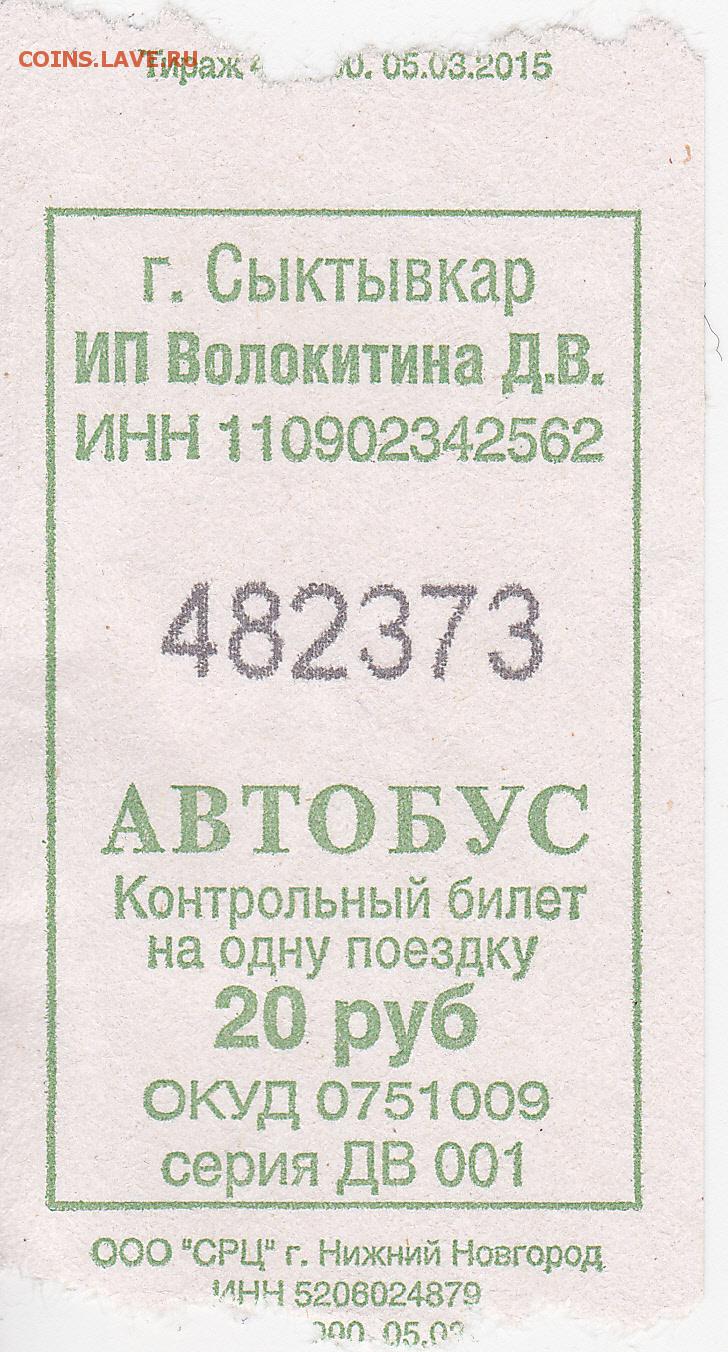 COINS.LAVE.RU
Тираж 05.03.2015
г. Сыктывкар
ИП Волокитина Д.В.
ИНН 110902342562
482373
АВТОБУС
Контрольный билет
на одну поездку
20 руб
ОКУД 0751009
серия ДВ 001
ООО "СРЦ" г. Нижний Новгород
ИНН 5206024879